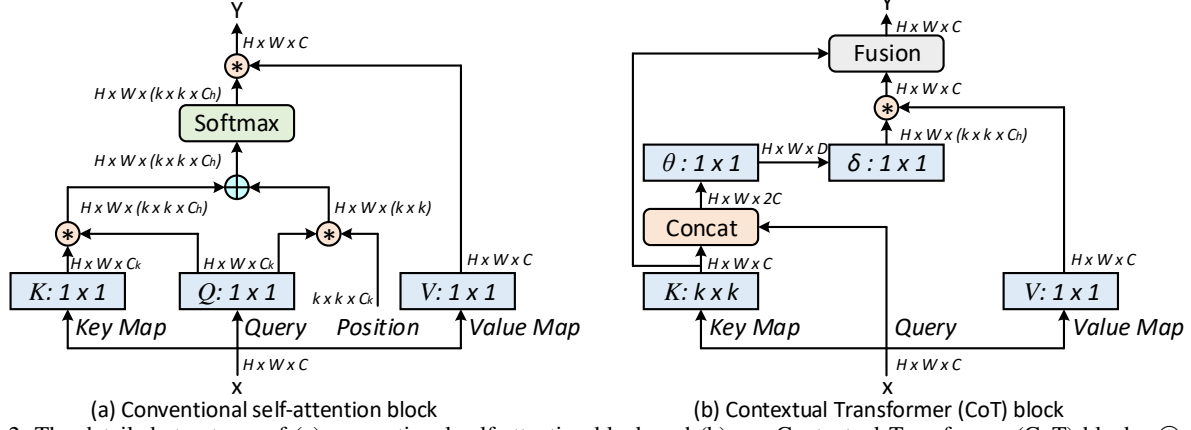 Y
H x W x C
*
H x W x (k x k x Ch)
Softmax
H x W x (k x k x Ch)
H x W x (k x k x Ch)
H x W x (k x k)
* *
H x W x Ck
H x W x Ck
H x W x C
K: 1 x 1
Q: 1 x 1
k x k x Ck
V: 1 x 1
Key Map
Query
Position
Value Map
H x W x C
X
(a) Conventional self-attention block
Y
H x W x C
Fusion
H x W x C
*
H x W x (k x k x Ch)
θ : 1 x 1
H x W x D
δ : 1 x 1
H x W x 2C
Concat
H x W x C
H x W x C
K: k x k
V: 1 x 1
Key Map
Query
Value Map
H x W x C
X
(b) Contextual Transformer (CoT) block